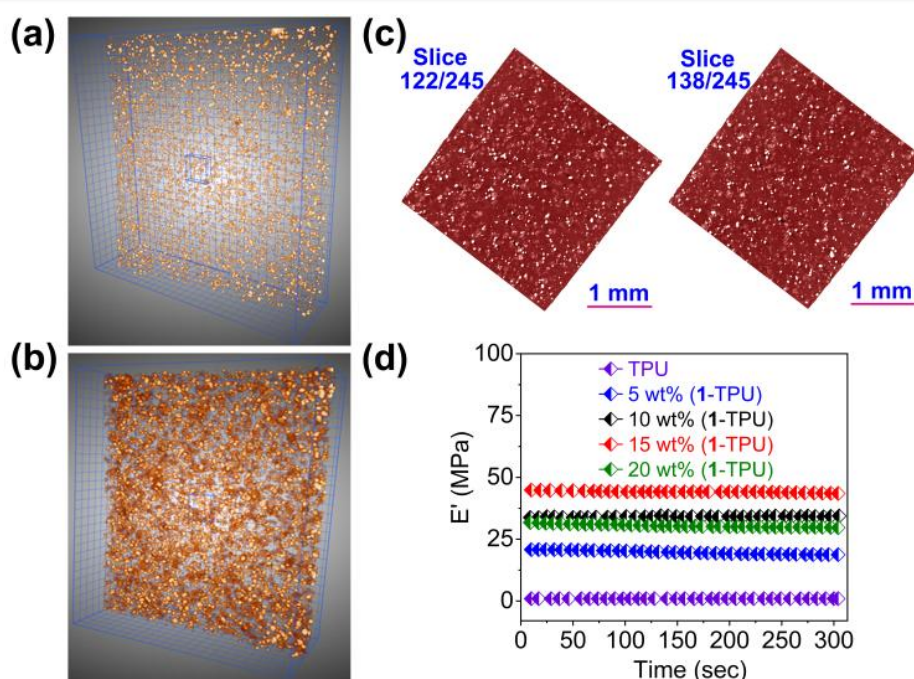 (a)
(c)
Slice
122/245
Slice
138/245
1 mm
1 mm
(b)
(d)
100
75
50
25
0
E' (MPa)
TPU
5 wt% (1-TPU)
10 wt% (1-TPU)
15 wt% (1-TPU)
20 wt% (1-TPU)
0
50
100
150
200
250
300
Time (sec)